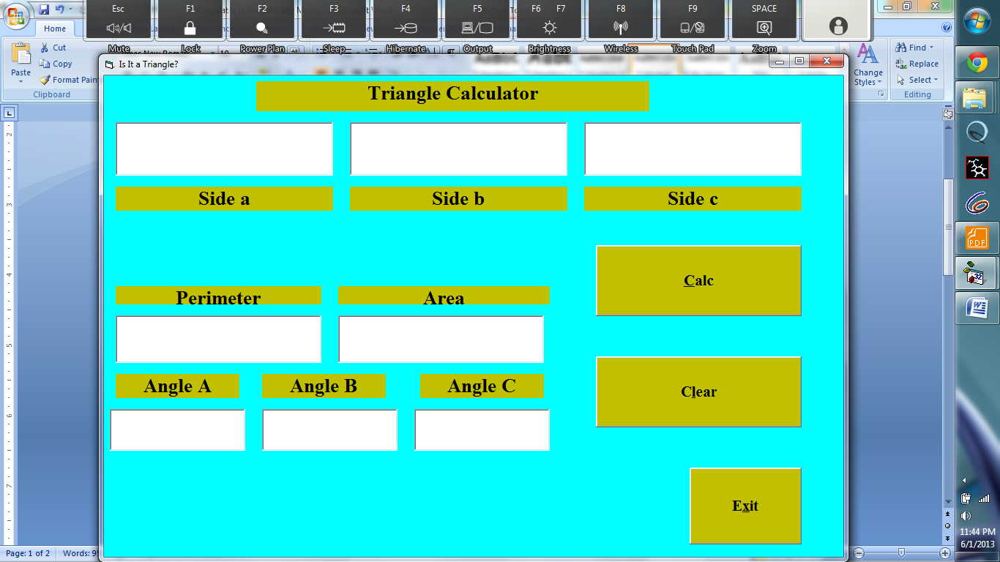 Esc F1 F2 F3 F4 F5 F6 F7 F8 F9 SPACE
Mute Lock Power Plan Sleep Hibernate Output Brightness Wireless Touch Pad Zoom
Home
Cut
Copy
Format Pain
Paste
Clipboard
Change Styles
Find
Replace
Select
Editing
Is It a Triangle?
Triangle Calculator
Side a Side b Side c
Calc
Perimeter Area
Clear
Angle A Angle B Angle C
Exit
PDF
11:44 PM
6/1/2013
Page: 1 of 2 Words: